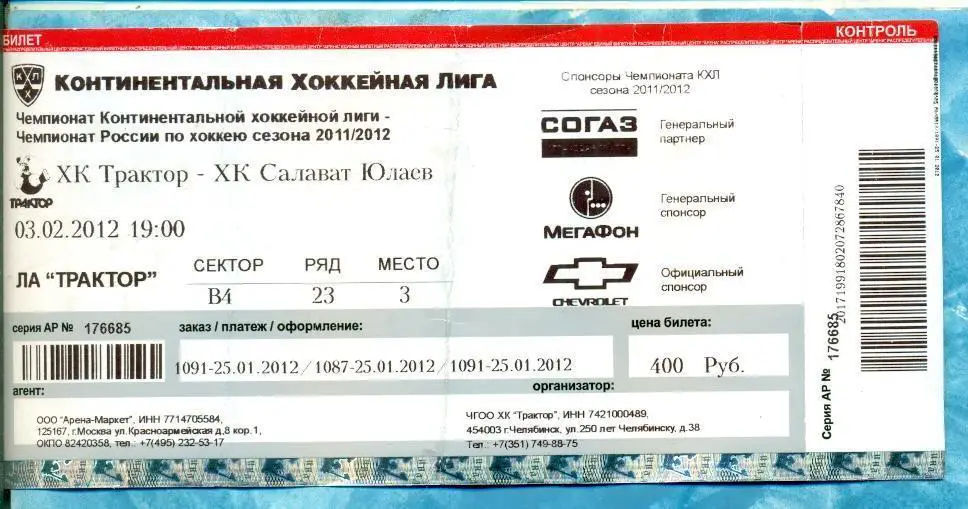 БИЛЕТ
КОНТРОЛЬ
КХЛ
КОНТИНЕНТАЛЬНАЯ ХОККЕЙНАЯ ЛИГА
Чемпионат Континентальной хоккейной лиги -
Чемпионат России по хоккею сезона 2011/2012
ХК Трактор - ХК Салават Юлаев
ТРАКТОР
03.02.2012 19:00
ЛА "ТРАКТОР"
СЕКТОР РЯД МЕСТО
B4 23 3
Спонсоры Чемпионата КХЛ
сезона 2011/2012
СОГАЗ
Генеральный
партнер
МЕГАФОН
Генеральный
спонсор
CHEVROLET
Официальный
спонсор
серия АР № 176685
заказ / платеж / оформление:
цена билета:
1091-25.01.2012 / 1087-25.01.2012 / 1091-25.01.2012
400 Руб.
агент:
организатор:
ООО "Арена-Маркет", ИНН 7714705584,
125167, г.Москва ул.Красноармейская д.8 кор.1,
ОКПО 82420358, тел.+7(495) 232-53-17
ЧГОО ХК "Трактор", ИНН 7421000489,
454003 г.Челябинск, ул.250 лет Челябинску, д.38
Тел.: +7(351) 749-88-75
Серия АР № 176685
2017199180207286​7840